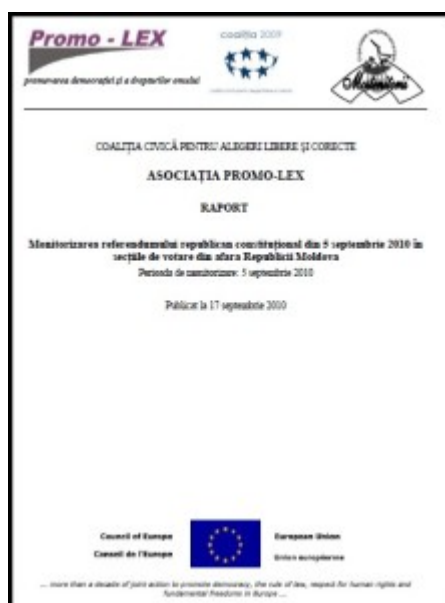 Promo - LEX
promovarea democrației și a drepturilor omului
coaliția 2009
COALIȚIA CIVICĂ PENTRU ALEGERI LIBERE ȘI CORECTE
ASOCIAȚIA PROMO-LEX
RAPORT
Monitorizarea referendumului republican constituțional din 5 septembrie 2010 în
secțiile de votare din afara Republicii Moldova
Perioada de monitorizare: 5 septembrie 2010
Publicat la 17 septembrie 2010
Council of Europe
Conseil de l'Europe
European Union
Union européenne
... more than a decade of joint action to promote democracy, the rule of law, respect for human rights and
fundamental freedoms in Europe ...